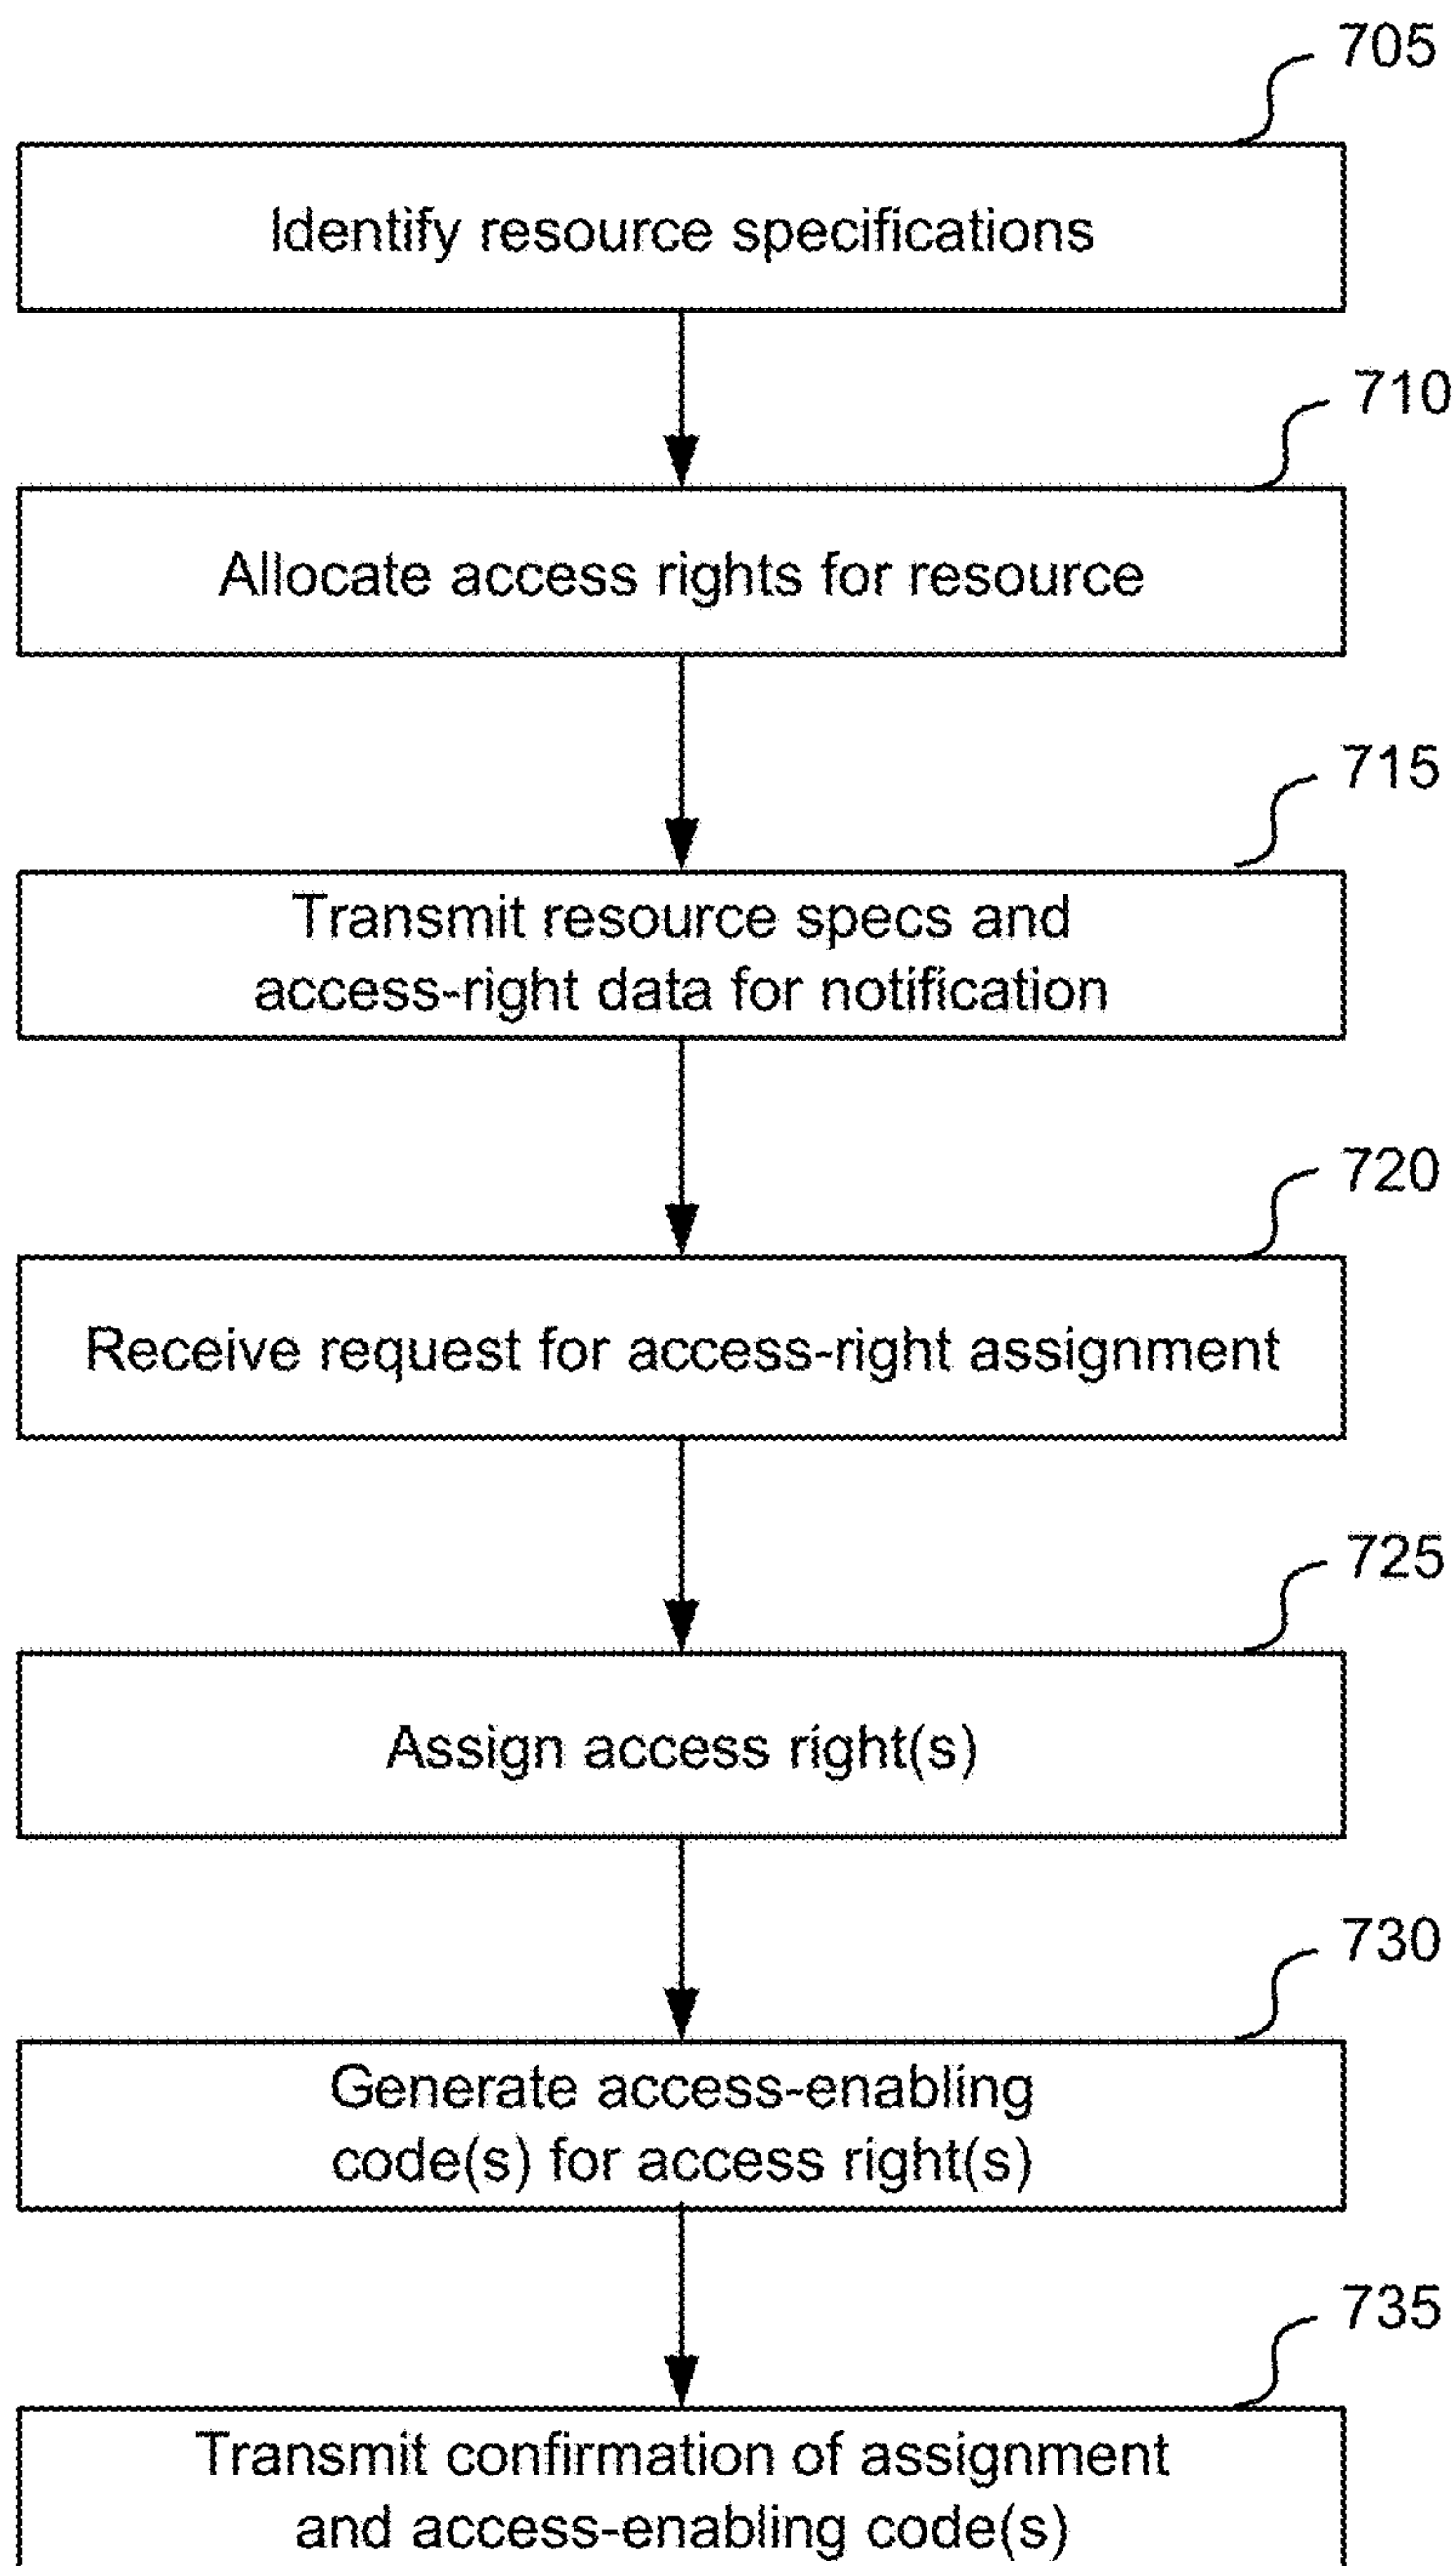 705
Identify resource specifications
710
Allocate access rights for resource
715
Transmit resource specs and
access-right data for notification
720
Receive request for access-right assignment
725
Assign access right(s)
730
Generate access-enabling
code(s) for access right(s)
735
Transmit confirmation of assignment
and access-enabling code(s)